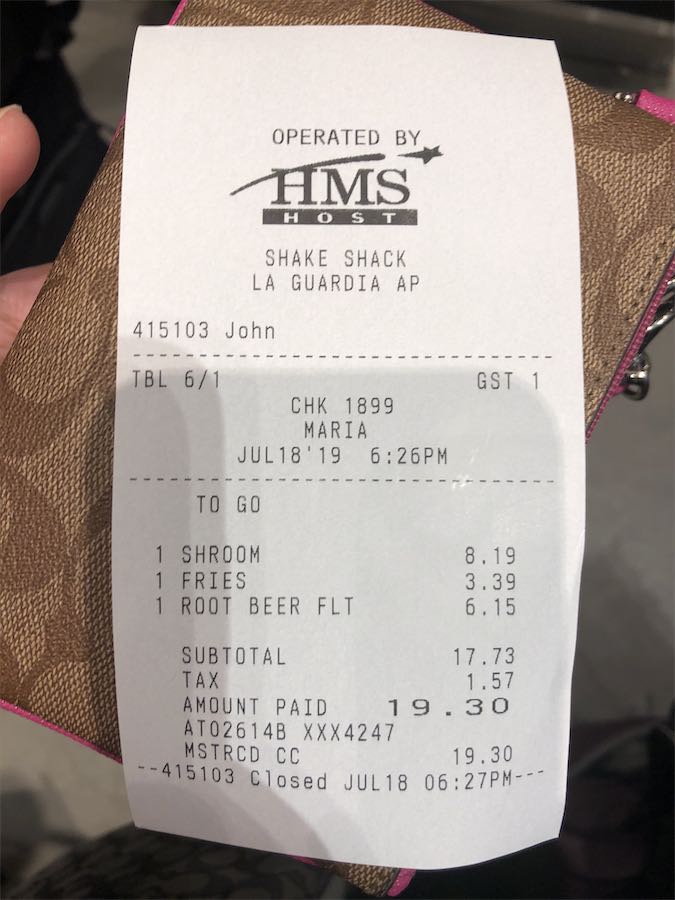 OPERATED BY
HMS
HOST
SHAKE SHACK
LA GUARDIA AP
415103 John
TBL 6/1 GST 1
CHK 1899
MARIA
JUL18'19 6:26PM
TO GO
1 SHROOM 8.19
1 FRIES 3.39
1 ROOT BEER FLT 6.15
SUBTOTAL 17.73
TAX 1.57
AMOUNT PAID 19.30
AT02614B XXX4247
MSTRCD CC 19.30
--415103 Closed JUL18 06:27PM---